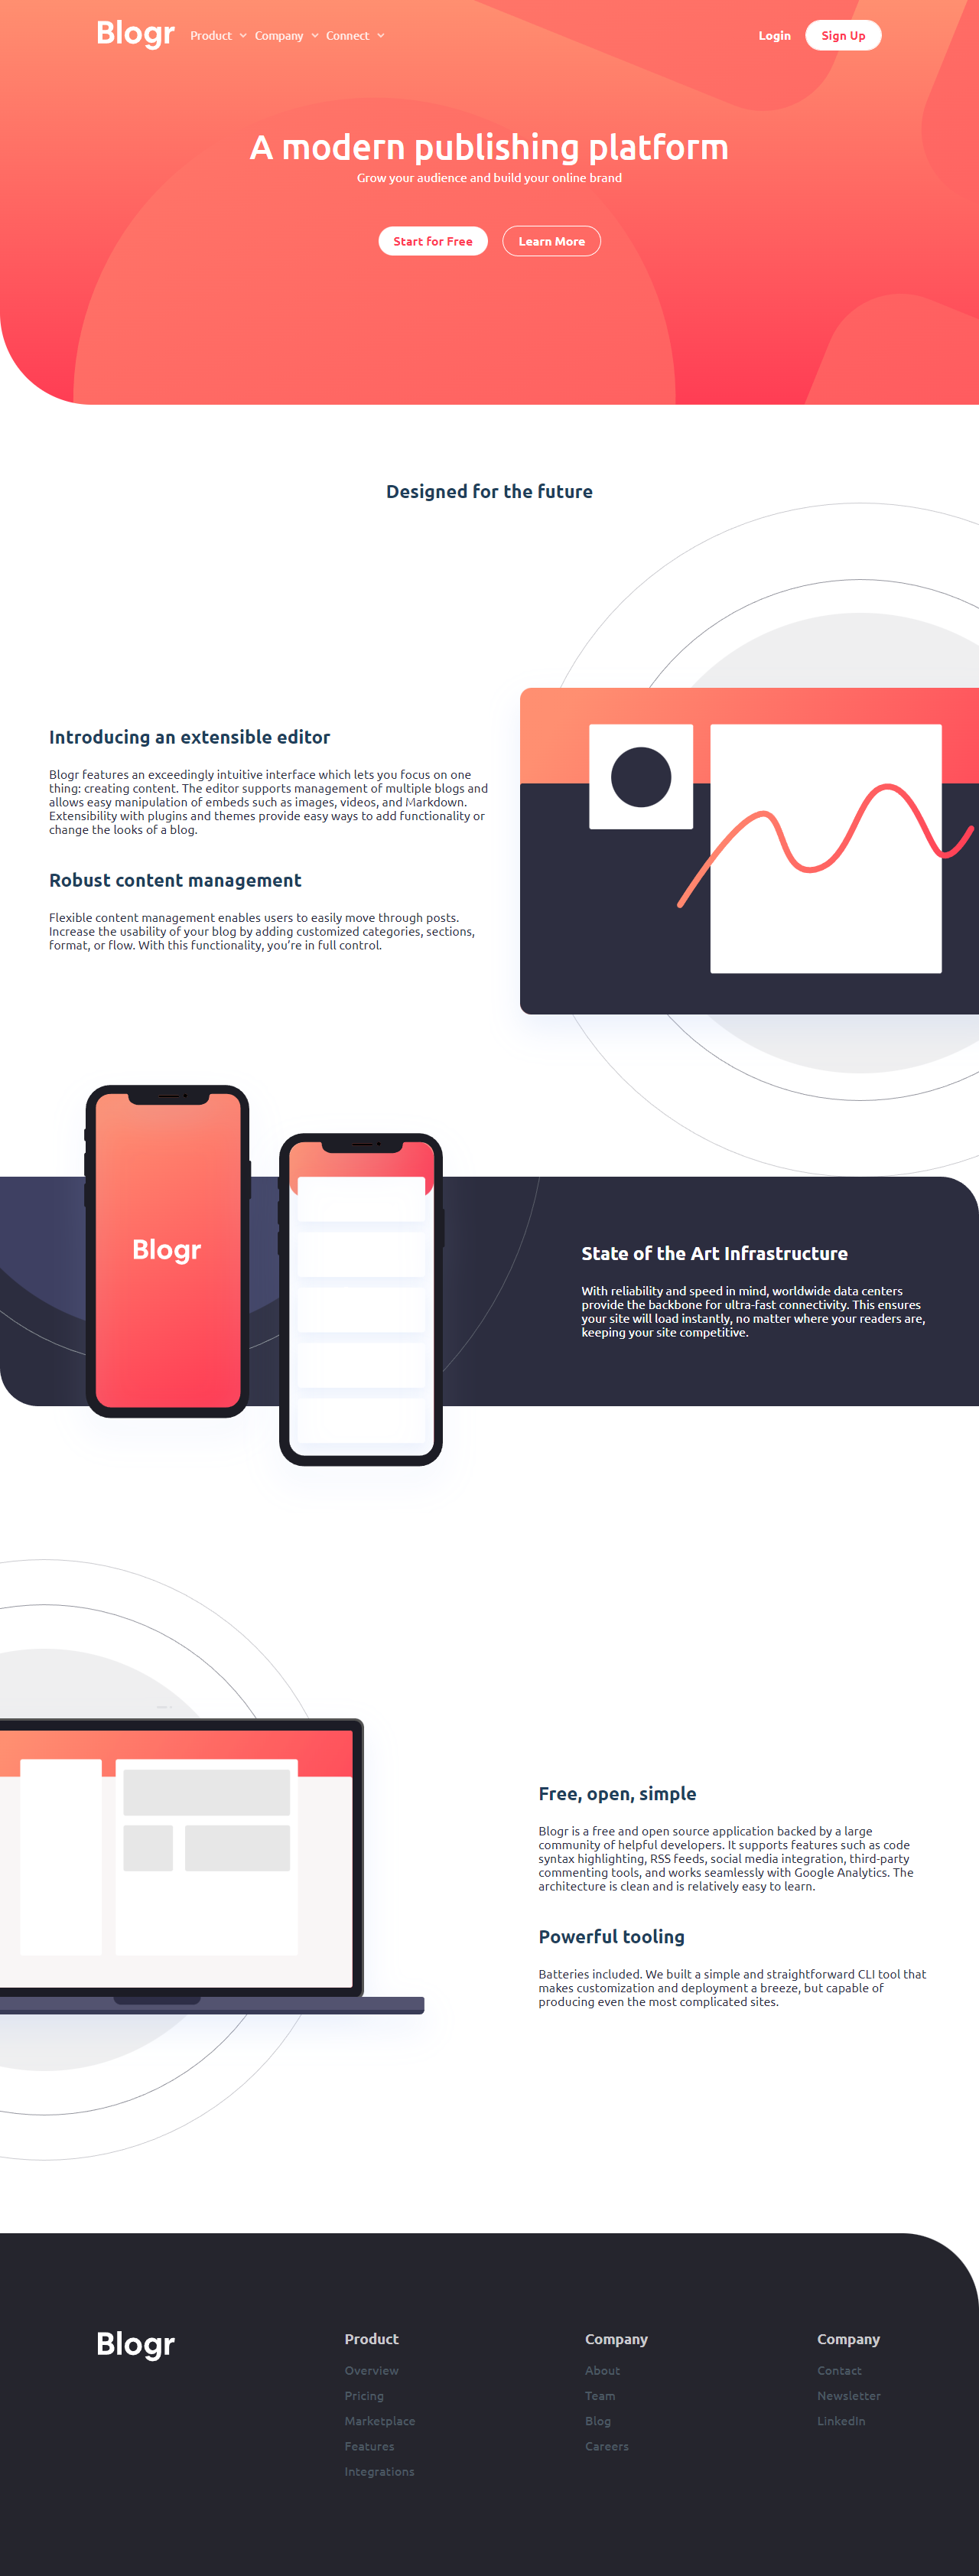 Blogr Product Company Connect Login Sign Up
A modern publishing platform
Grow your audience and build your online brand
Start for Free Learn More
Designed for the future
Introducing an extensible editor
Blogr features an exceedingly intuitive interface which lets you focus on one
thing: creating content. The editor supports management of multiple blogs and
allows easy manipulation of embeds such as images, videos, and Markdown.
Extensibility with plugins and themes provide easy ways to add functionality or
change the looks of a blog.
Robust content management
Flexible content management enables users to easily move through posts.
Increase the usability of your blog by adding customized categories, sections,
format, or flow. With this functionality, you’re in full control.
Blogr
State of the Art Infrastructure
With reliability and speed in mind, worldwide data centers
provide the backbone for ultra-fast connectivity. This ensures
your site will load instantly, no matter where your readers are,
keeping your site competitive.
Free, open, simple
Blogr is a free and open source application backed by a large
community of helpful developers. It supports features such as code
syntax highlighting, RSS feeds, social media integration, third-party
commenting tools, and works seamlessly with Google Analytics. The
architecture is clean and is relatively easy to learn.
Powerful tooling
Batteries included. We built a simple and straightforward CLI tool that
makes customization and deployment a breeze, but capable of
producing even the most complicated sites.
Blogr
Product
Overview
Pricing
Marketplace
Features
Integrations
Company
About
Team
Blog
Careers
Company
Contact
Newsletter
LinkedIn